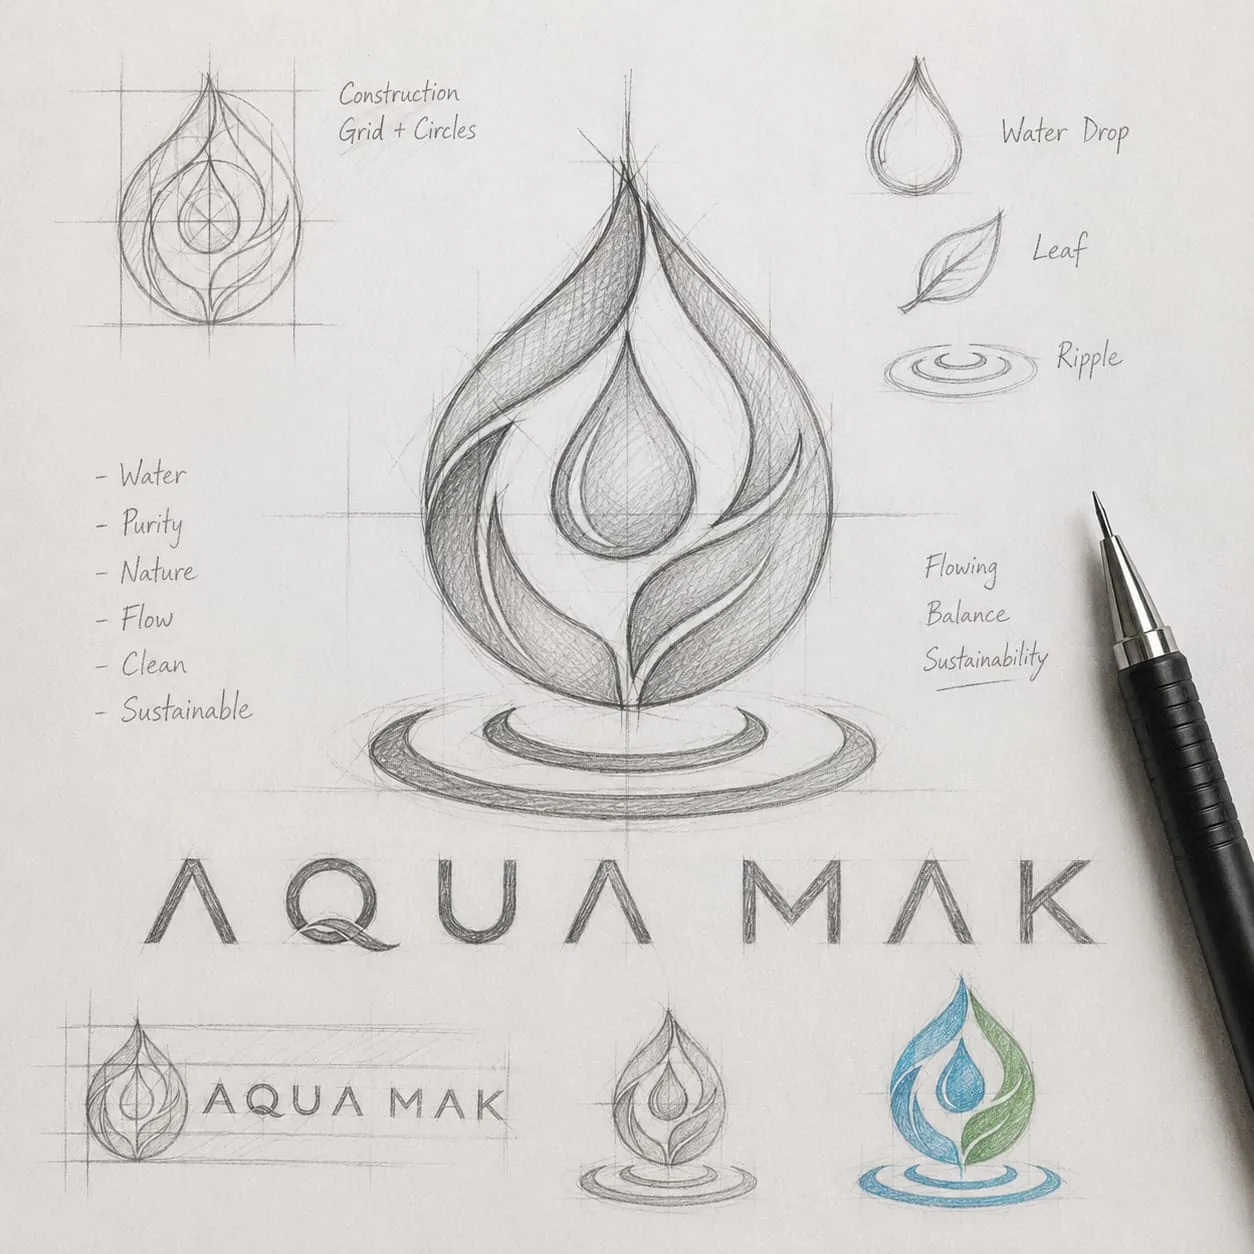 Construction
Grid + Circles
Water Drop
Leaf
Ripple
- Water
- Purity
- Nature
- Flow
- Clean
- Sustainable
Flowing
Balance
Sustainability
AQUA MAK
AQUA MAK